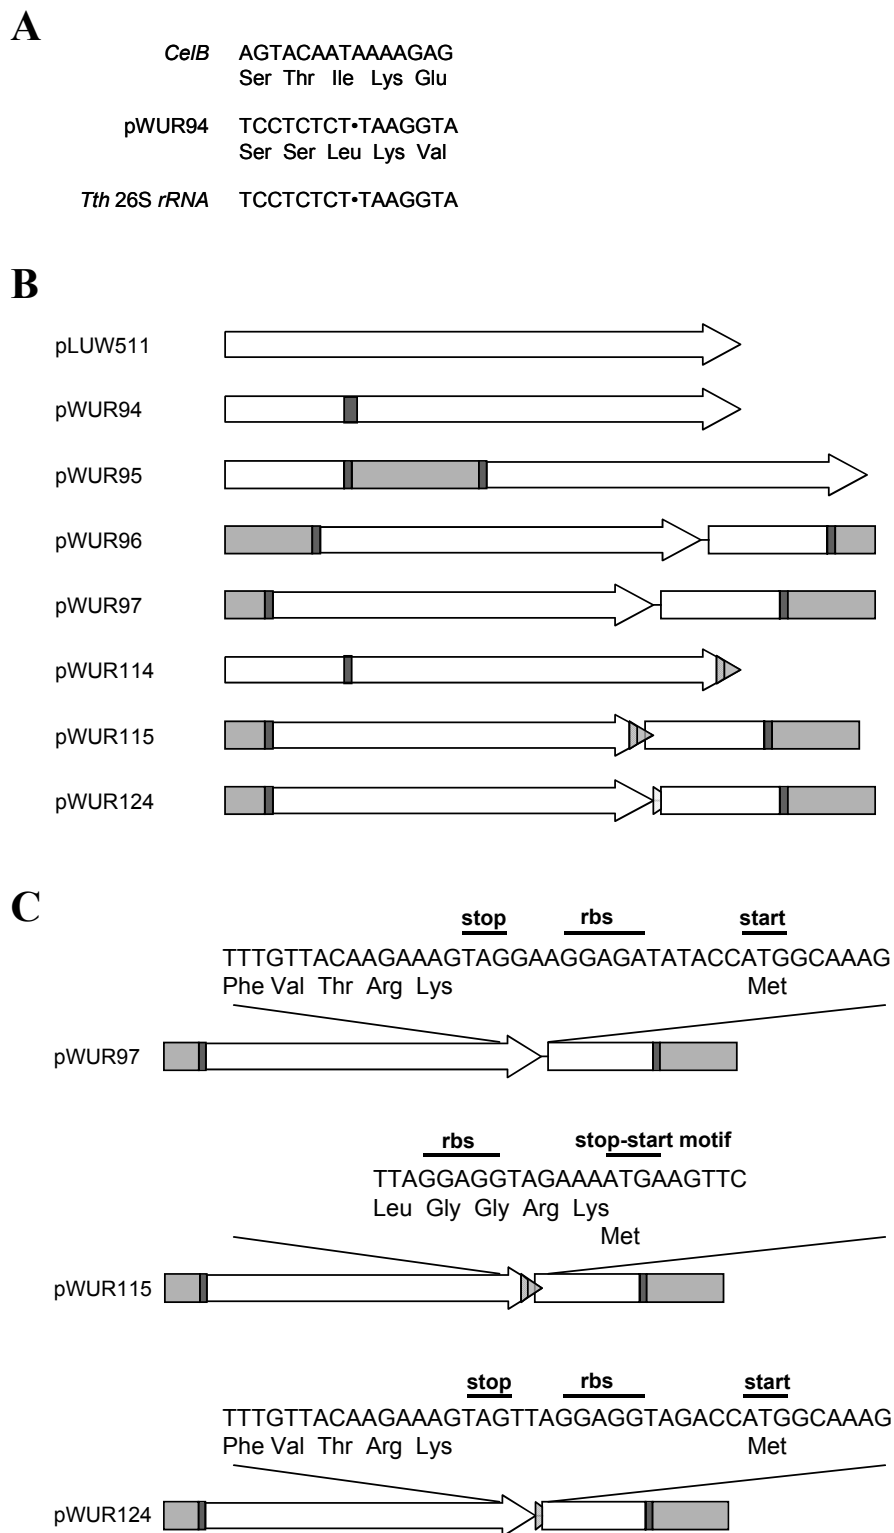 A
CelB AGTACAATAAAAGAG
Ser Thr Ile Lys Glu
pWUR94 TCCTCTCT•TAAGGTA
Ser Ser Leu Lys Val
Tth 26S rRNA TCCTCTCT•TAAGGTA
B
pLUW511
pWUR94
pWUR95
pWUR96
pWUR97
pWUR114
pWUR115
pWUR124
C
stop rbs start
TTTGTTACAAGAAAGTAGGAAGGAGATATACCATGGCAAAG
Phe Val Thr Arg Lys Met
pWUR97
rbs stop-start motif
TTAGGAGGTAGAAAATGAAGTTC
Leu Gly Gly Arg Lys
Met
pWUR115
stop rbs start
TTTGTTACAAGAAAGTAGTTAGGAGGTAGACCATGGCAAAG
Phe Val Thr Arg Lys Met
pWUR124